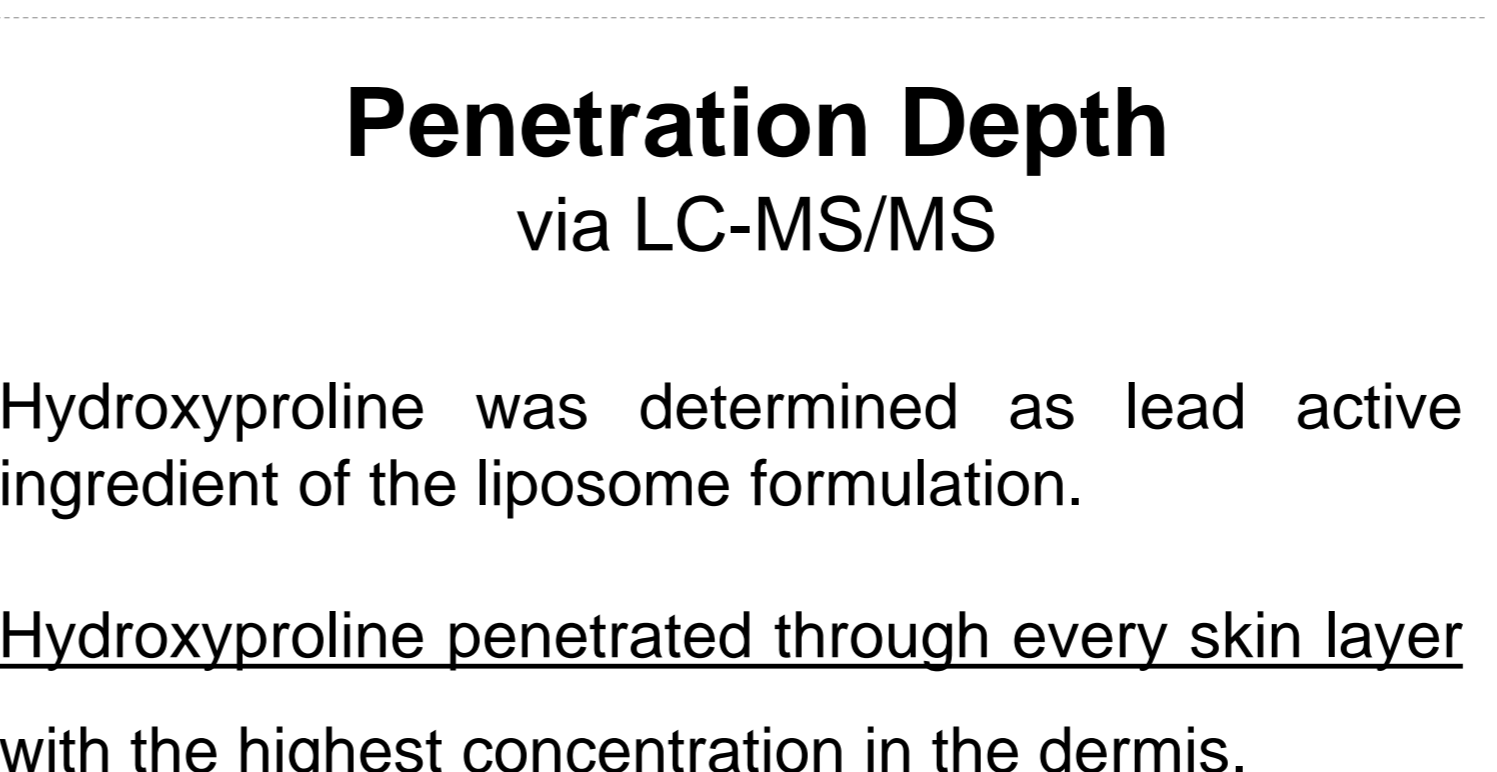 Penetration Depth
via LC-MS/MS
Hydroxyproline was determined as lead active
ingredient of the liposome formulation.
Hydroxyproline penetrated through every skin layer
with the highest concentration in the dermis.